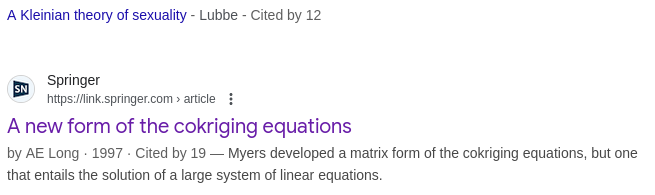 A Kleinian theory of sexuality - Lubbe - Cited by 12
Springer
SN
https://link.springer.com › article
A new form of the cokriging equations
by AE Long · 1997 · Cited by 19 — Myers developed a matrix form of the cokriging equations, but one
that entails the solution of a large system of linear equations.